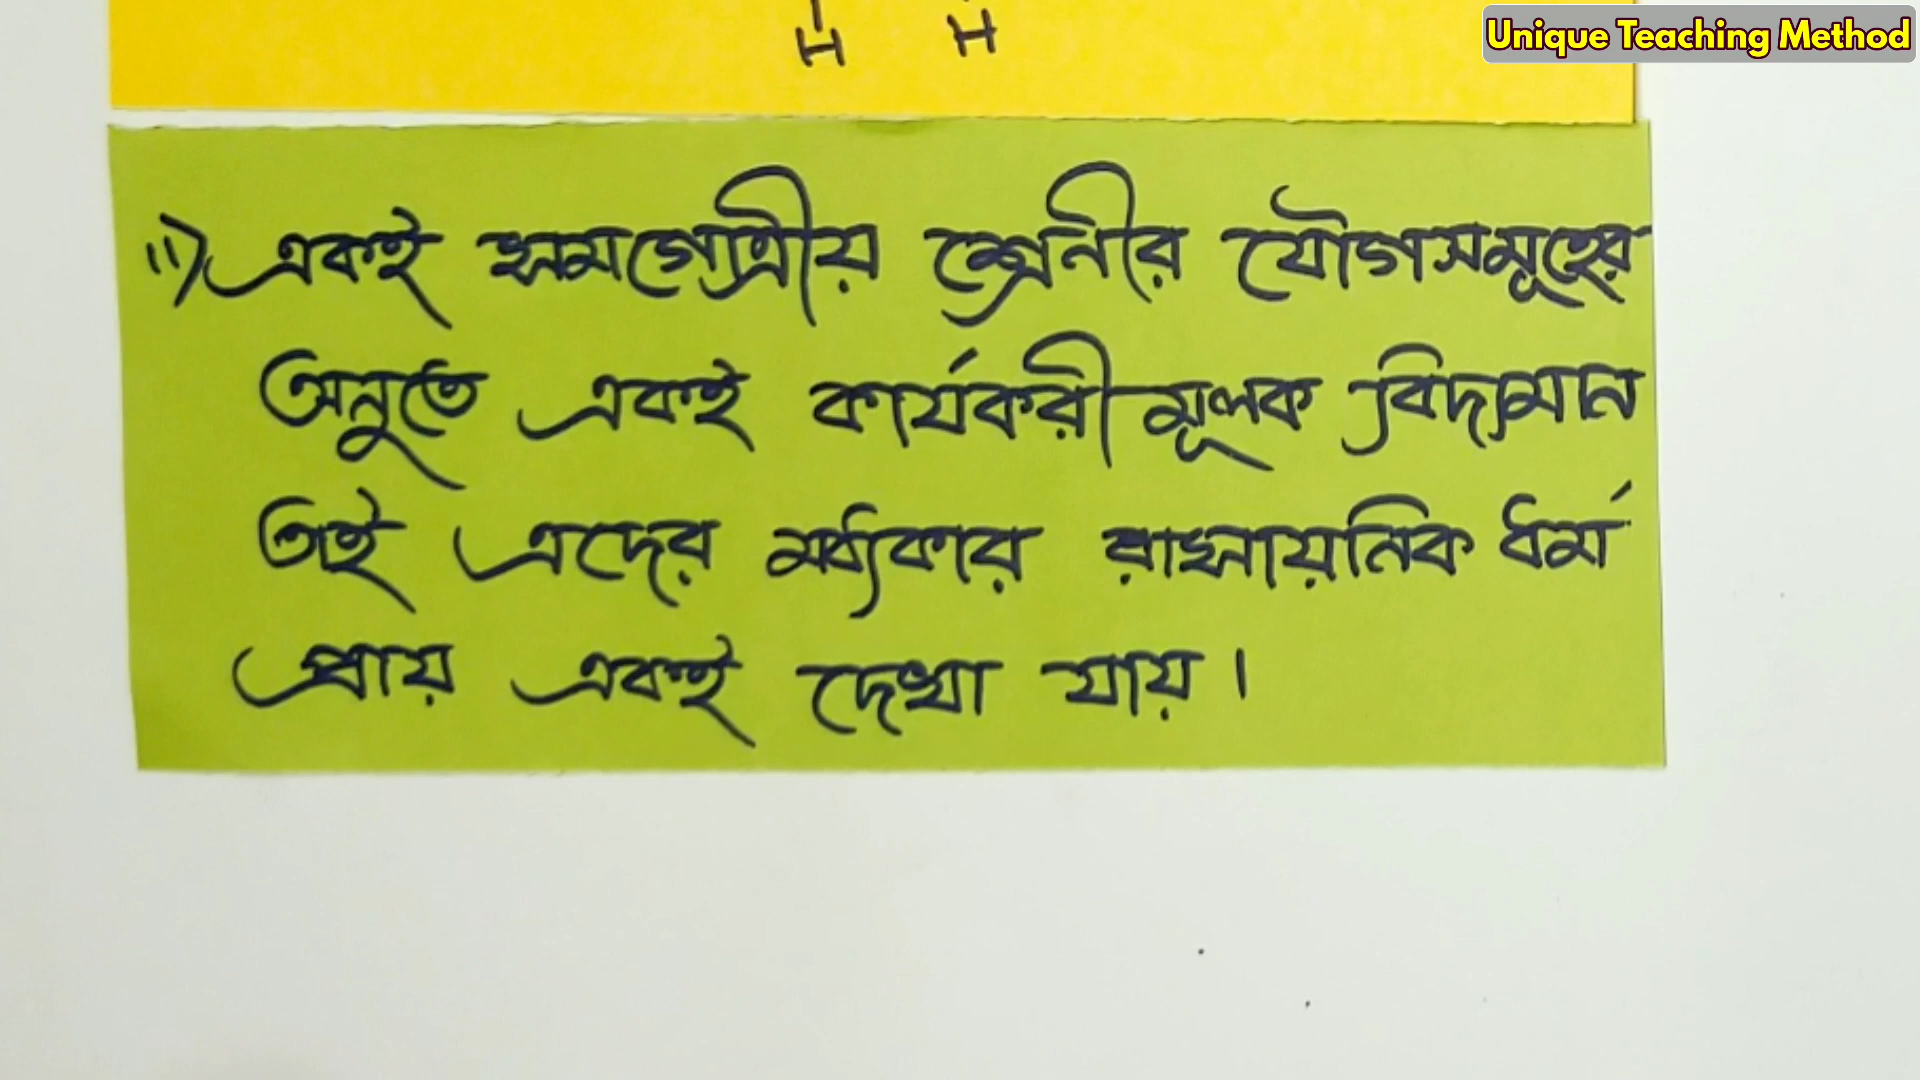 H H
Unique Teaching Method
ii) একই সমগোত্রীয় শ্রেনীর যৌগসমূহের
অনুতে একই কার্যকরী মূলক বিদ্যমান
তাই এদের মধ্যকার রাসায়নিক ধর্ম
প্রায় একই দেখা যায়।